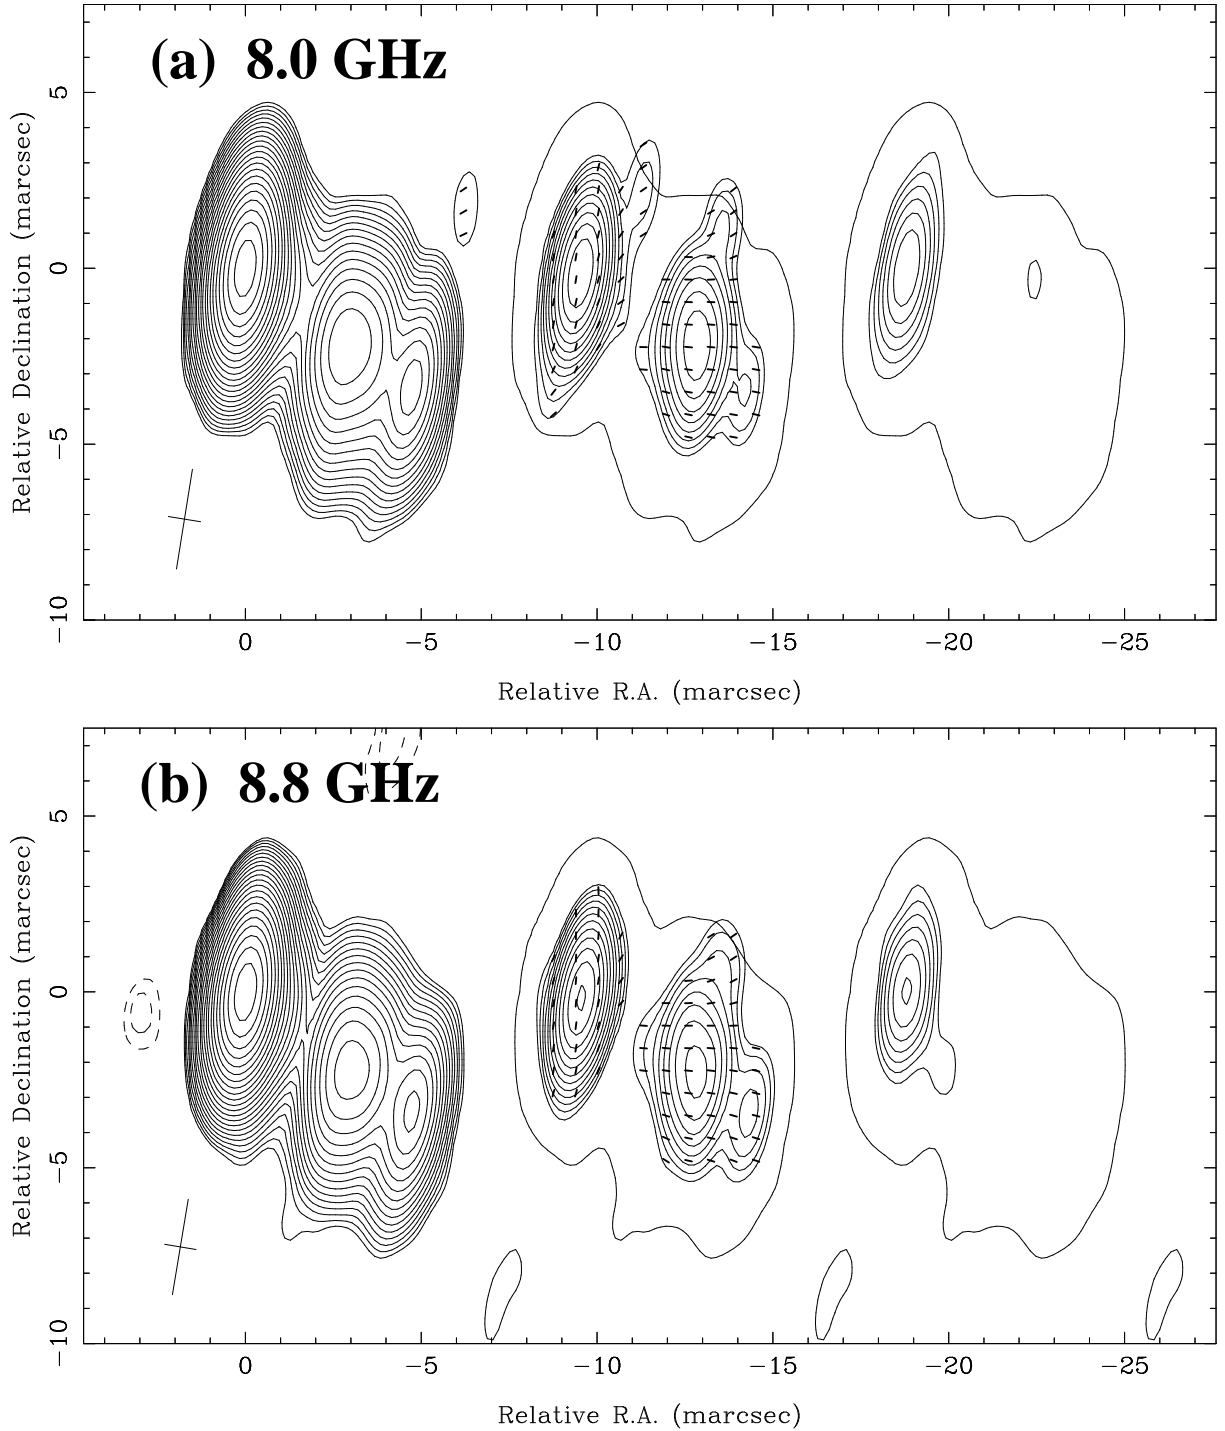 (a) 8.0 GHz
Relative Declination (marcsec)
5
0
−5
−10
0 −5 −10 −15 −20 −25
Relative R.A. (marcsec)
(b) 8.8 GHz
Relative Declination (marcsec)
5
0
−5
−10
0 −5 −10 −15 −20 −25
Relative R.A. (marcsec)